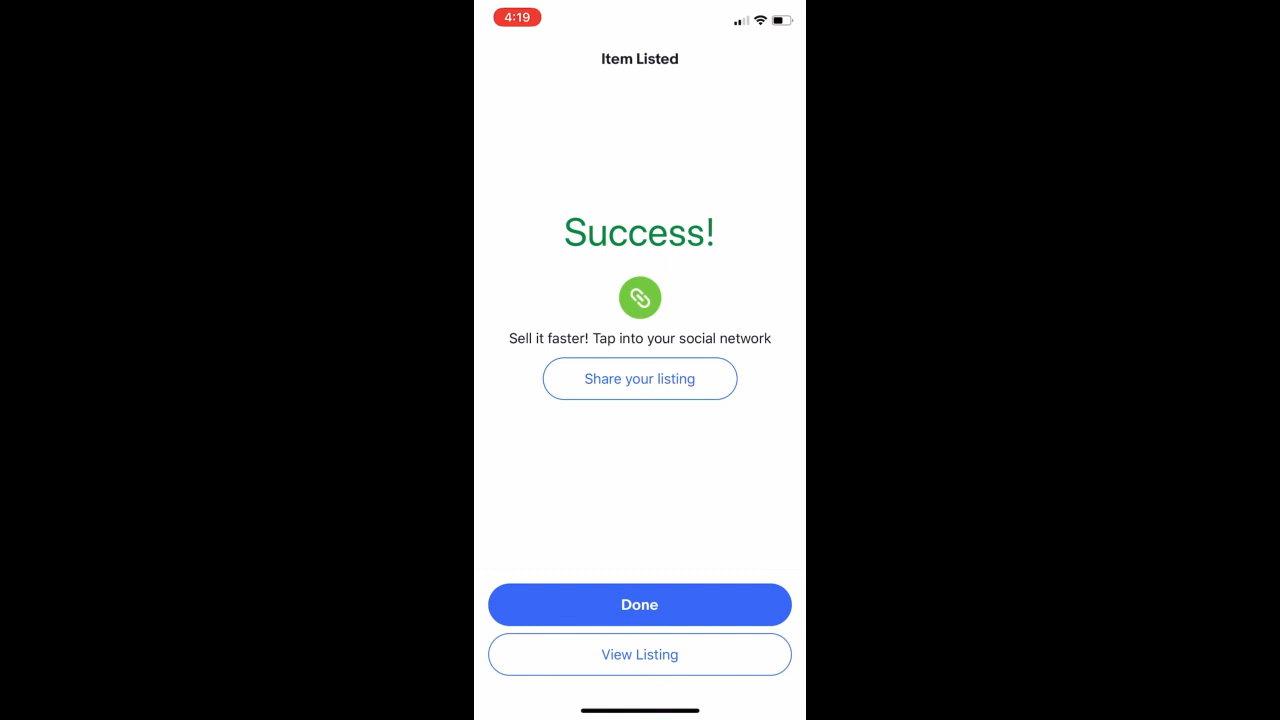 4:19
Item Listed
Success!
Sell it faster! Tap into your social network
Share your listing
Done
View Listing